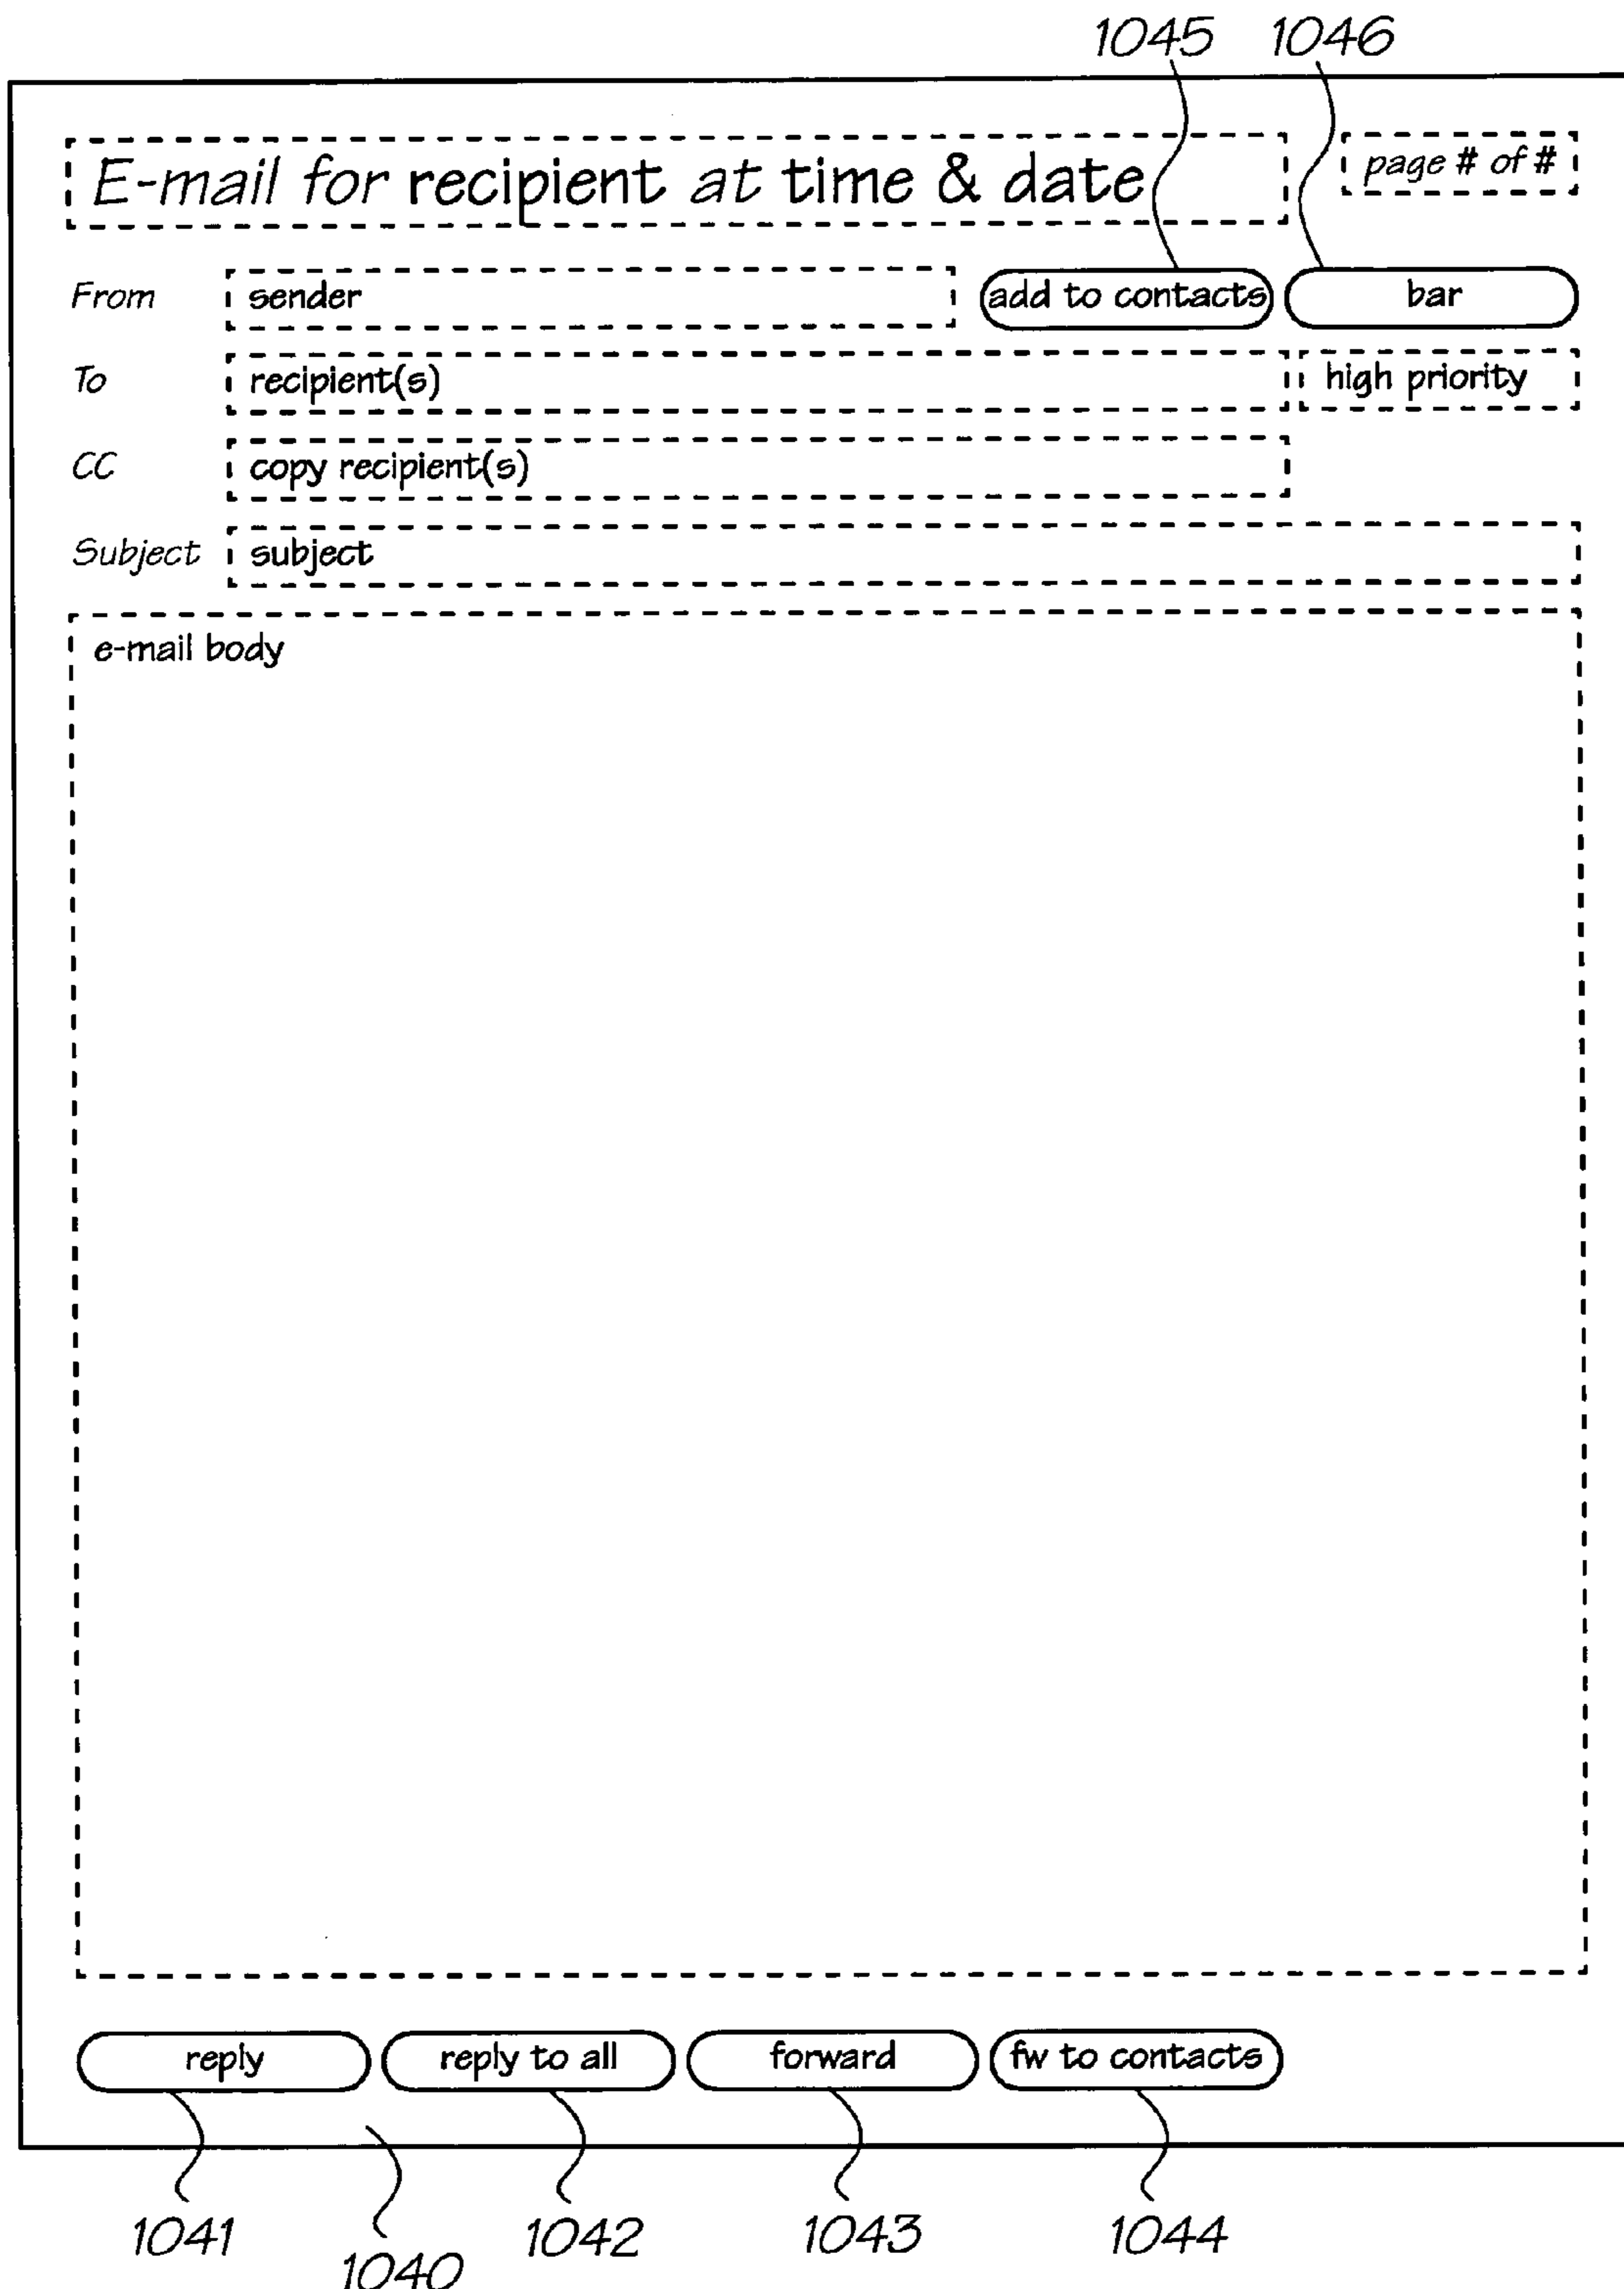 1045 1046
E-mail for recipient at time & date page # of #
From sender add to contacts bar
To recipient(s) high priority
CC copy recipient(s)
Subject subject
e-mail body
reply reply to all forward fw to contacts
1041 1040 1042 1043 1044